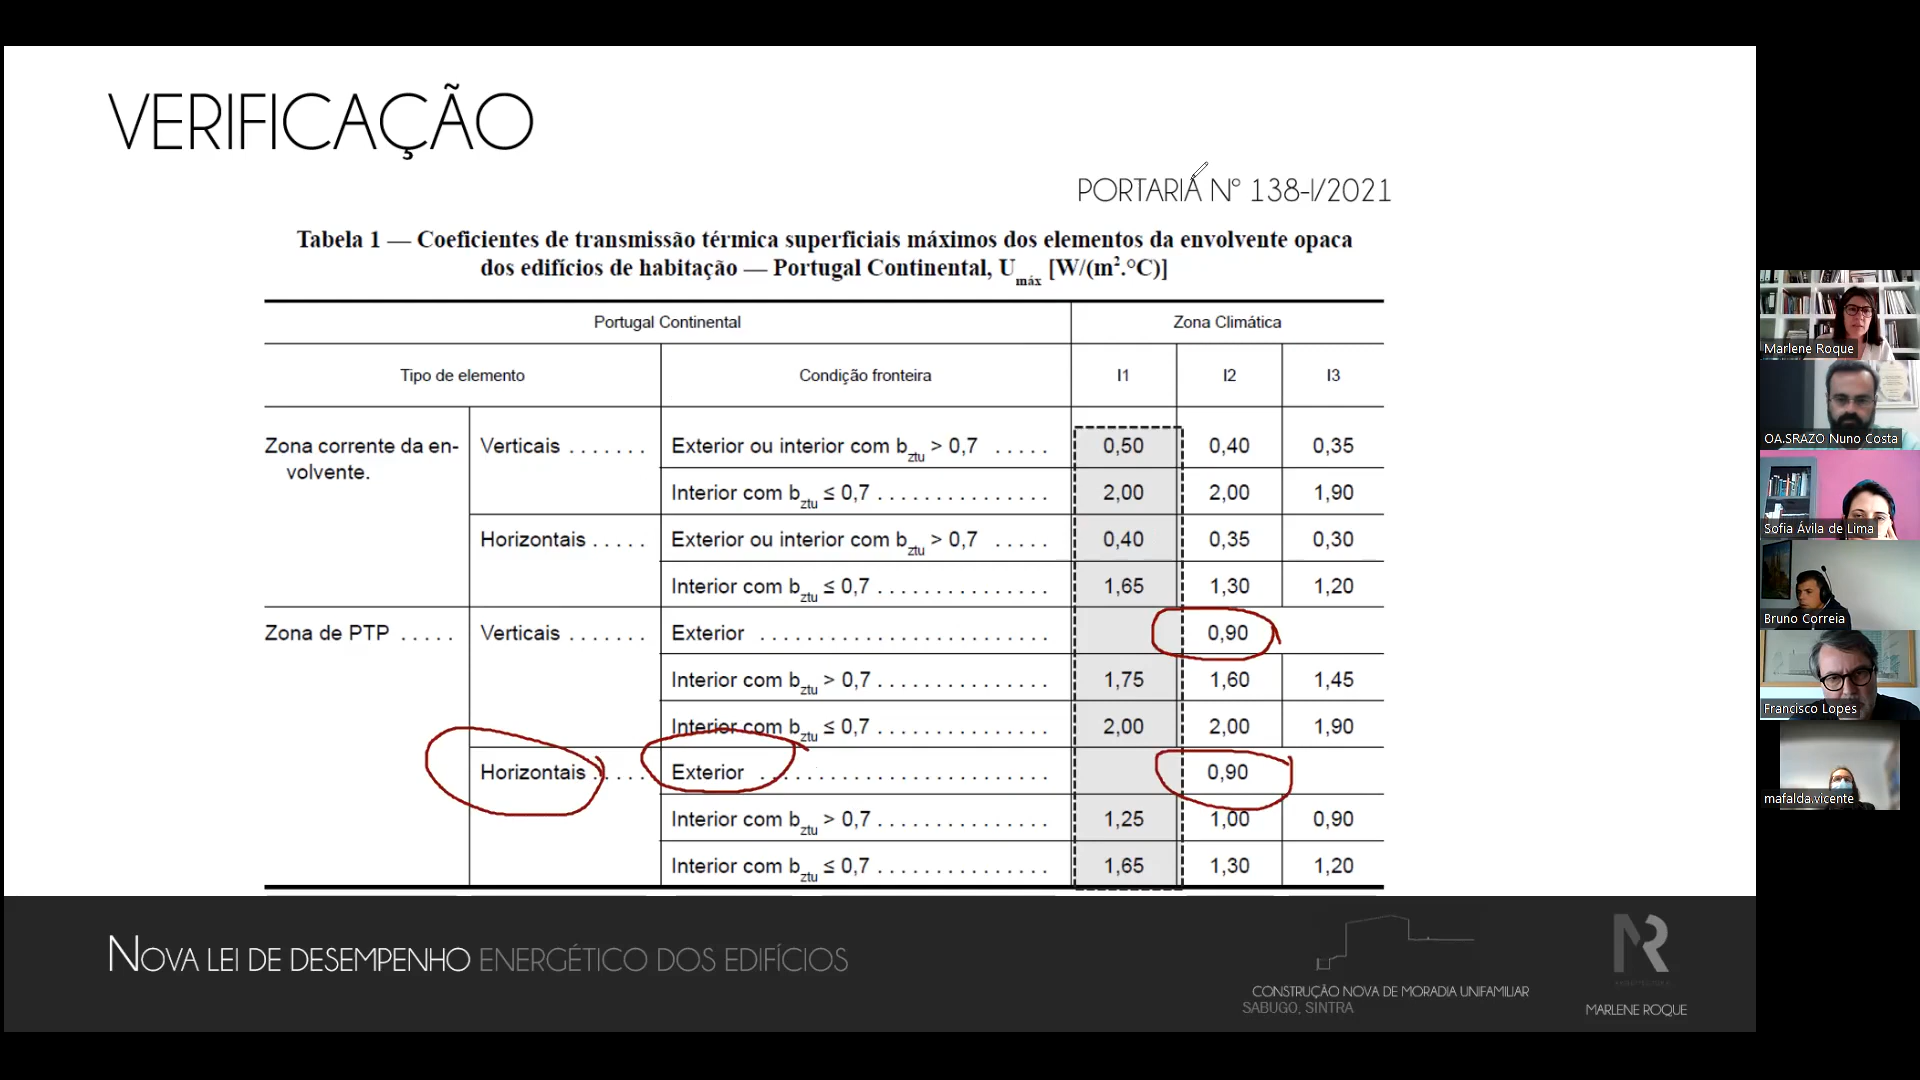 VERIFICAÇÃO
PORTARIA Nº 138-I/2021
Tabela 1 — Coeficientes de transmissão térmica superficiais máximos dos elementos da envolvente opaca
dos edifícios de habitação — Portugal Continental, Umáx [W/(m².ºC)]
Portugal Continental Zona Climática
Tipo de elemento Condição fronteira I1 I2 I3
Zona corrente da en- Verticais ....... Exterior ou interior com bztu > 0,7 ..... 0,50 0,40 0,35
volvente.
Interior com bztu ≤ 0,7 ............... 2,00 2,00 1,90
Horizontais ..... Exterior ou interior com bztu > 0,7 ..... 0,40 0,35 0,30
Interior com bztu ≤ 0,7 ............... 1,65 1,30 1,20
Zona de PTP ..... Verticais ....... Exterior ......................... 0,90
Interior com bztu > 0,7 ............... 1,75 1,60 1,45
Interior com bztu ≤ 0,7 ............... 2,00 2,00 1,90
Horizontais ..... Exterior ......................... 0,90
Interior com bztu > 0,7 ............... 1,25 1,00 0,90
Interior com bztu ≤ 0,7 ............... 1,65 1,30 1,20
NOVA LEI DE DESEMPENHO ENERGÉTICO DOS EDIFÍCIOS
CONSTRUÇÃO NOVA DE MORADIA UNIFAMILIAR
SABUGO, SINTRA
MR
MARLENE ROQUE
Marlene Roque
OA.SRAZO Nuno Costa
Sofia Ávila de Lima
Bruno Correia
Francisco Lopes
mafalda.vicente